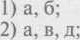 1) а, б;
2) а, в, д;